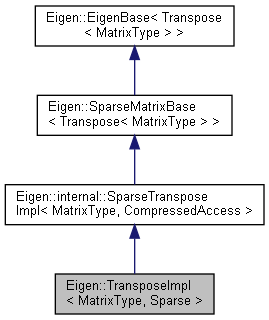 Eigen::EigenBase< Transpose
< MatrixType > >
Eigen::SparseMatrixBase
< Transpose< MatrixType > >
Eigen::internal::SparseTranspose
Impl< MatrixType, CompressedAccess >
Eigen::TransposeImpl
< MatrixType, Sparse >